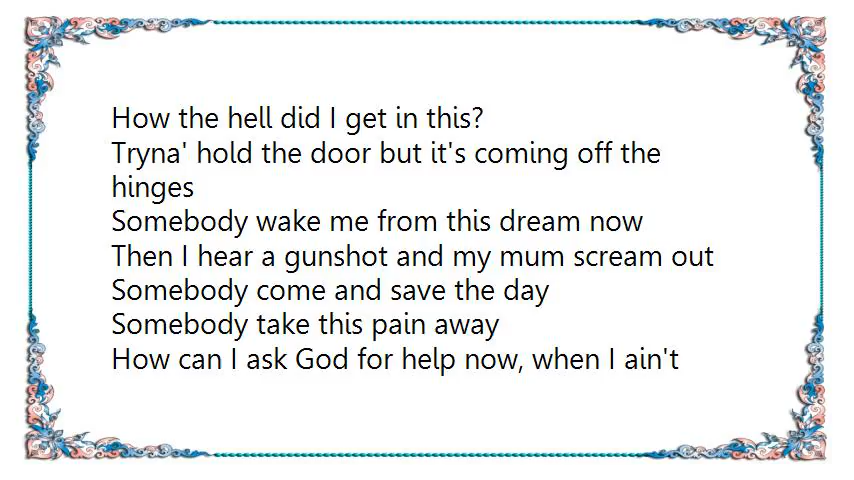 How the hell did I get in this?
Tryna' hold the door but it's coming off the
hinges
Somebody wake me from this dream now
Then I hear a gunshot and my mum scream out
Somebody come and save the day
Somebody take this pain away
How can I ask God for help now, when I ain't